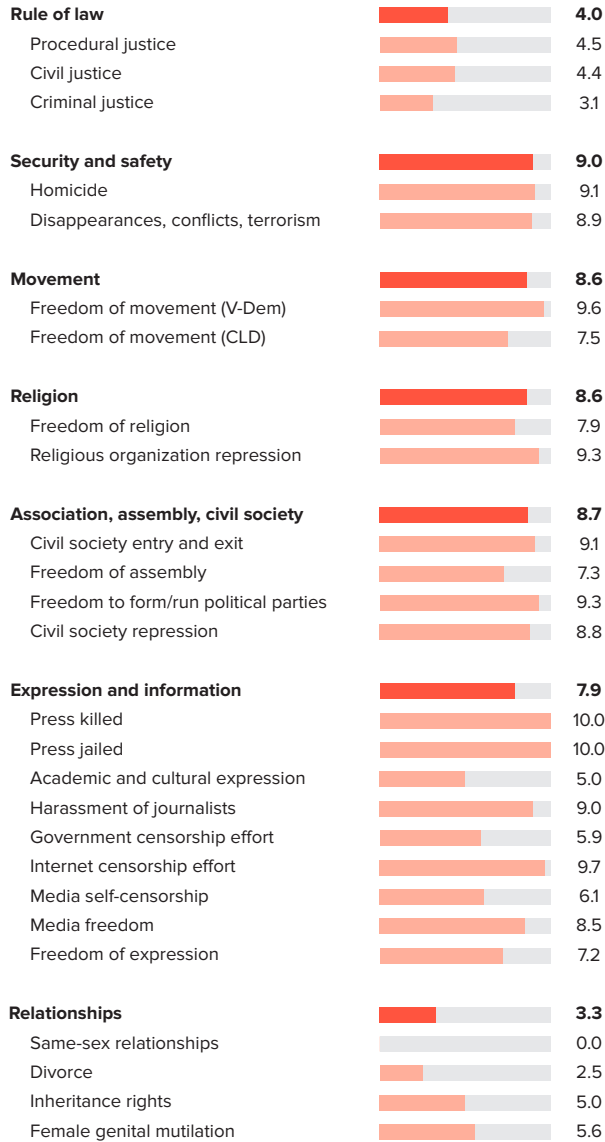 Rule of law 4.0
Procedural justice 4.5
Civil justice 4.4
Criminal justice 3.1
Security and safety 9.0
Homicide 9.1
Disappearances, conflicts, terrorism 8.9
Movement 8.6
Freedom of movement (V-Dem) 9.6
Freedom of movement (CLD) 7.5
Religion 8.6
Freedom of religion 7.9
Religious organization repression 9.3
Association, assembly, civil society 8.7
Civil society entry and exit 9.1
Freedom of assembly 7.3
Freedom to form/run political parties 9.3
Civil society repression 8.8
Expression and information 7.9
Press killed 10.0
Press jailed 10.0
Academic and cultural expression 5.0
Harassment of journalists 9.0
Government censorship effort 5.9
Internet censorship effort 9.7
Media self-censorship 6.1
Media freedom 8.5
Freedom of expression 7.2
Relationships 3.3
Same-sex relationships 0.0
Divorce 2.5
Inheritance rights 5.0
Female genital mutilation 5.6